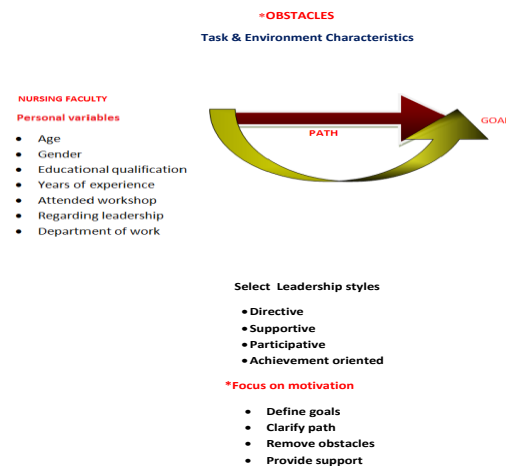 *OBSTACLES
Task & Environment Characteristics
NURSING FACULTY
Personal variables
• Age
• Gender
• Educational qualification
• Years of experience
• Attended workshop
• Regarding leadership
• Department of work
PATH
GOA
Select Leadership styles
• Directive
• Supportive
• Participative
• Achievement oriented
*Focus on motivation
• Define goals
• Clarify path
• Remove obstacles
• Provide support